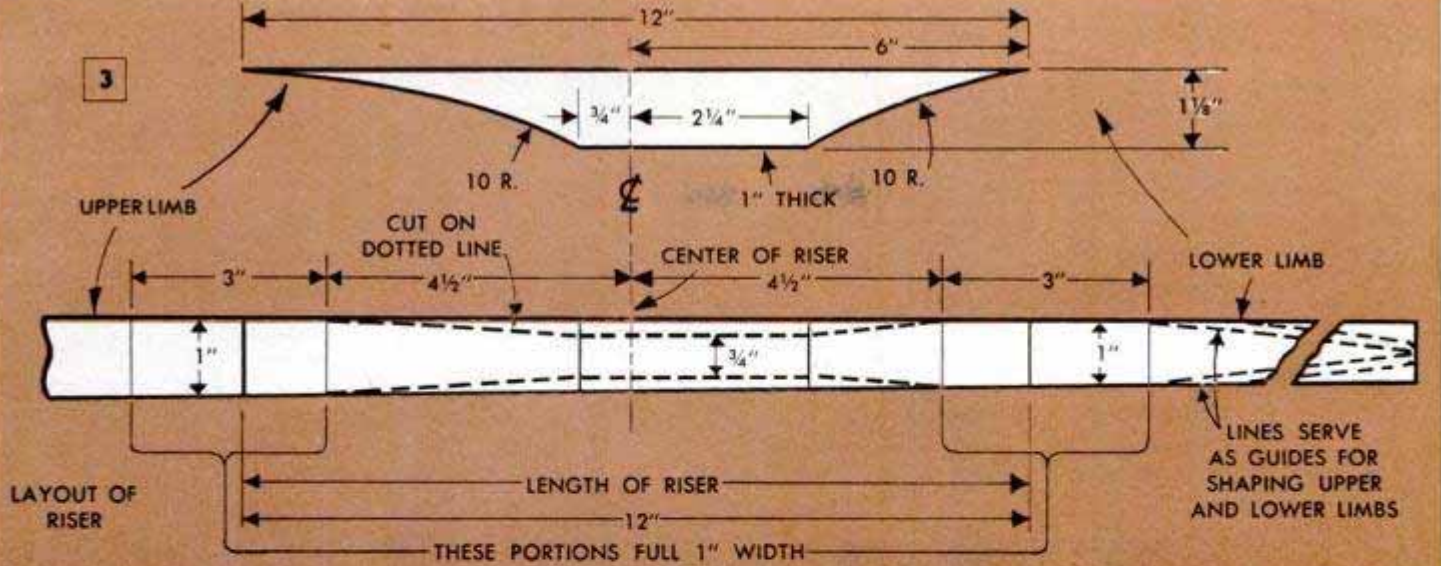 12"
6"
3
3/4"
2 1/4"
1 1/8"
10 R.
10 R.
℄
1" THICK
UPPER LIMB
CUT ON
DOTTED LINE
CENTER OF RISER
LOWER LIMB
3"
4 1/2"
4 1/2"
3"
1"
3/4"
1"
LINES SERVE
AS GUIDES FOR
SHAPING UPPER
AND LOWER LIMBS
LAYOUT OF
RISER
LENGTH OF RISER
12"
THESE PORTIONS FULL 1" WIDTH